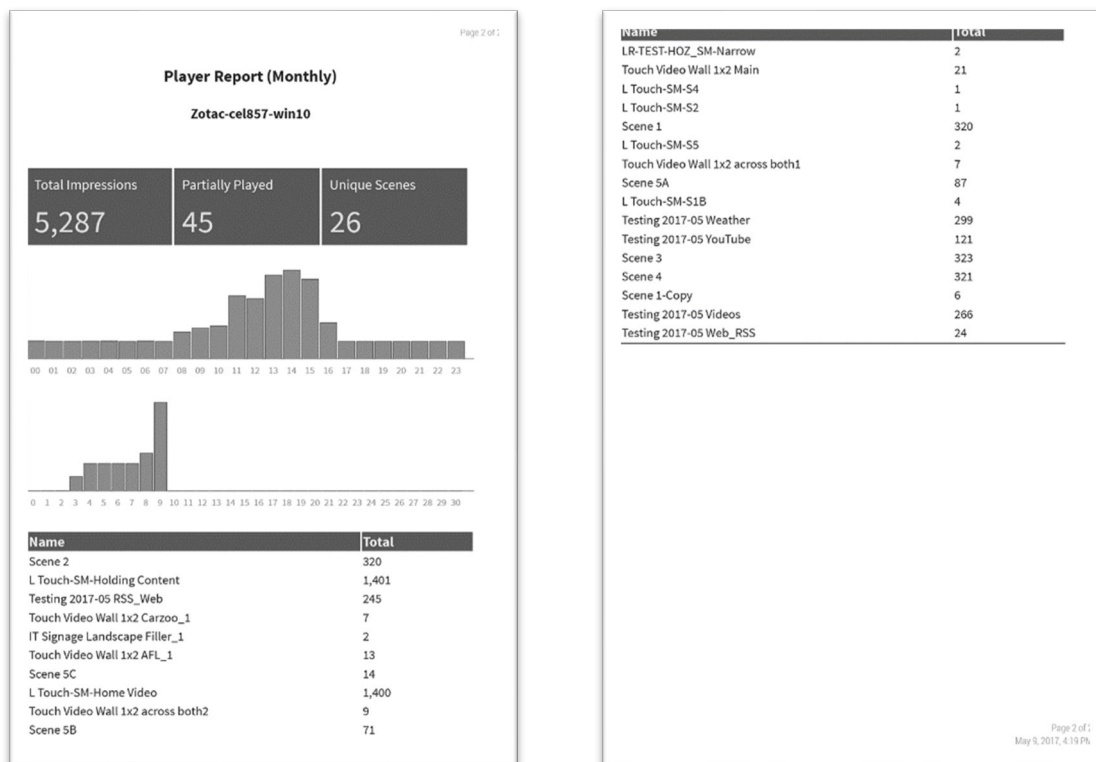 Page 2 of 2
Player Report (Monthly)
Zotac-cel857-win10
Total Impressions Partially Played Unique Scenes
5,287 45 26
00 01 02 03 04 05 06 07 08 09 10 11 12 13 14 15 16 17 18 19 20 21 22 23
0 1 2 3 4 5 6 7 8 9 10 11 12 13 14 15 16 17 18 19 20 21 22 23 24 25 26 27 28 29 30
Name Total
Scene 2 320
L Touch-SM-Holding Content 1,401
Testing 2017-05 RSS_Web 245
Touch Video Wall 1x2 Carzoo_1 7
IT Signage Landscape Filler_1 2
Touch Video Wall 1x2 AFL_1 13
Scene 5C 14
L Touch-SM-Home Video 1,400
Touch Video Wall 1x2 across both2 9
Scene 5B 71
Name Total
LR-TEST-HOZ_SM-Narrow 2
Touch Video Wall 1x2 Main 21
L Touch-SM-S4 1
L Touch-SM-S2 1
Scene 1 320
L Touch-SM-S5 2
Touch Video Wall 1x2 across both1 7
Scene 5A 87
L Touch-SM-S1B 4
Testing 2017-05 Weather 299
Testing 2017-05 YouTube 121
Scene 3 323
Scene 4 321
Scene 1-Copy 6
Testing 2017-05 Videos 266
Testing 2017-05 Web_RSS 24
Page 2 of 2
May 9, 2017, 4:19 PM